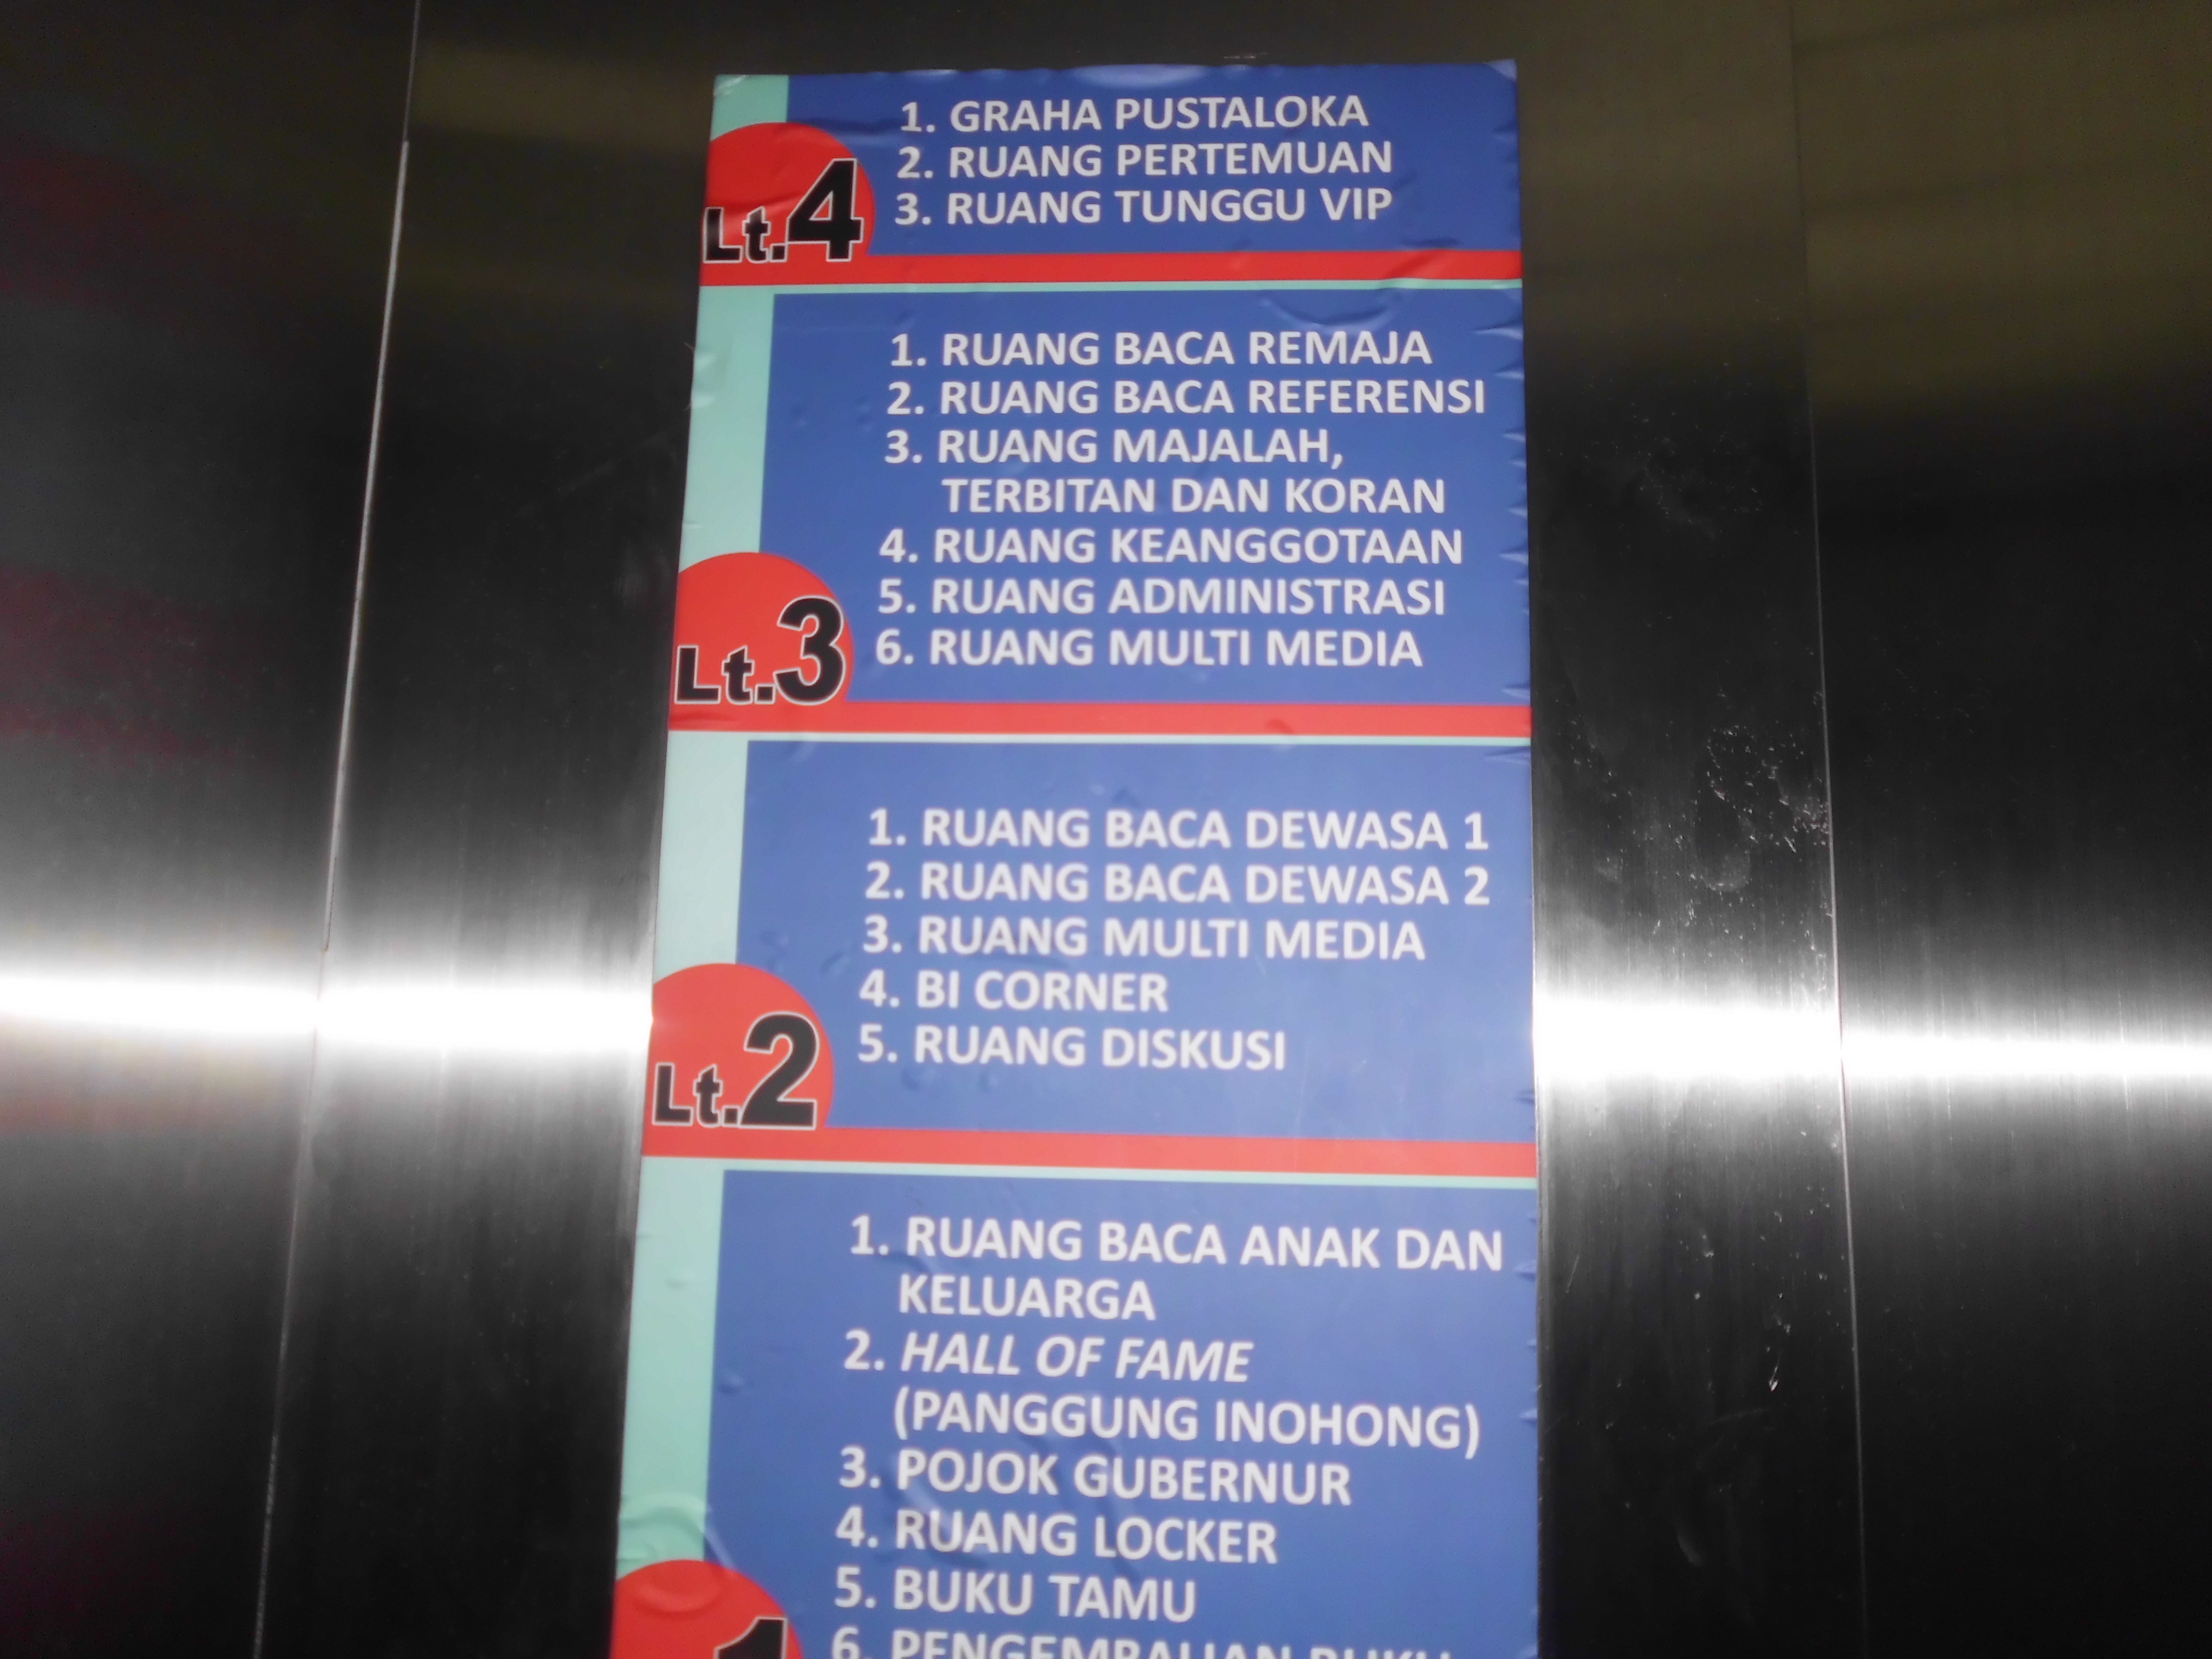 1. GRAHA PUSTALOKA
2. RUANG PERTEMUAN
3. RUANG TUNGGU VIP
Lt.4
1. RUANG BACA REMAJA
2. RUANG BACA REFERENSI
3. RUANG MAJALAH,
TERBITAN DAN KORAN
4. RUANG KEANGGOTAAN
5. RUANG ADMINISTRASI
6. RUANG MULTI MEDIA
Lt.3
1. RUANG BACA DEWASA 1
2. RUANG BACA DEWASA 2
3. RUANG MULTI MEDIA
4. BI CORNER
5. RUANG DISKUSI
Lt.2
1. RUANG BACA ANAK DAN
KELUARGA
2. HALL OF FAME
(PANGGUNG INOHONG)
3. POJOK GUBERNUR
4. RUANG LOCKER
5. BUKU TAMU
1
6. PENGEMBALIAN BUKU